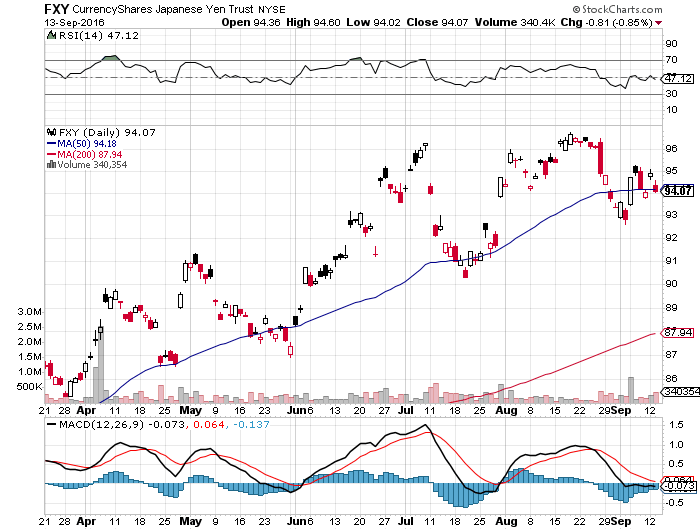 FXY CurrencyShares Japanese Yen Trust NYSE © StockCharts.com
13-Sep-2016 Open 94.36 High 94.60 Low 94.02 Close 94.07 Volume 340.4K Chg -0.81 (-0.85%)
RSI(14) 47.12
90
70
50
47.12
30
10
FXY (Daily) 94.07
MA(50) 94.18
MA(200) 87.94
Volume 340,354
96
95
94.07
93
92
91
90
89
3.0M
2.5M 88
87.94
2.0M
1.5M 87
1.0M
500K 86
340354
21 28 Apr 11 18 25 May 9 16 23 Jun 6 13 20 27 Jul 11 18 25 Aug 8 15 22 29 Sep 12
MACD(12,26,9) -0.073, 0.064, -0.137
1.5
1.0
0.5
0.064
-0.073
-0.5
21 28 Apr 11 18 25 May 9 16 23 Jun 6 13 20 27 Jul 11 18 25 Aug 8 15 22 29 Sep 12